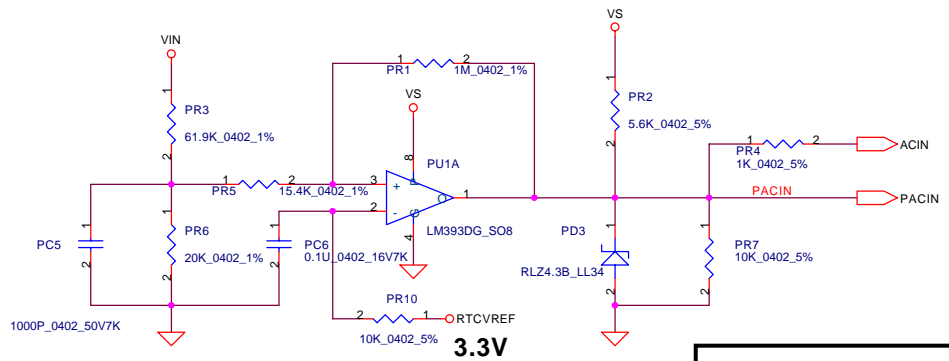 VS
VIN
1
2
PR1
1M_0402_1%
VS
1
PR3
61.9K_0402_1%
2
1
PR2
5.6K_0402_5%
2
8
PU1A
P
1
2
PR4
1K_0402_5%
ACIN
1
2
PR5
15.4K_0402_1%
3
+
2
-
O
1
G
4
LM393DG_SO8
PACIN
PACIN
1
PC5
2
1
PR6
20K_0402_1%
2
1
PC6
0.1U_0402_16V7K
2
PD3
1
RLZ4.3B_LL34
2
1
PR7
10K_0402_5%
2
1000P_0402_50V7K
PR10
2
1
RTCVREF
10K_0402_5%
3.3V